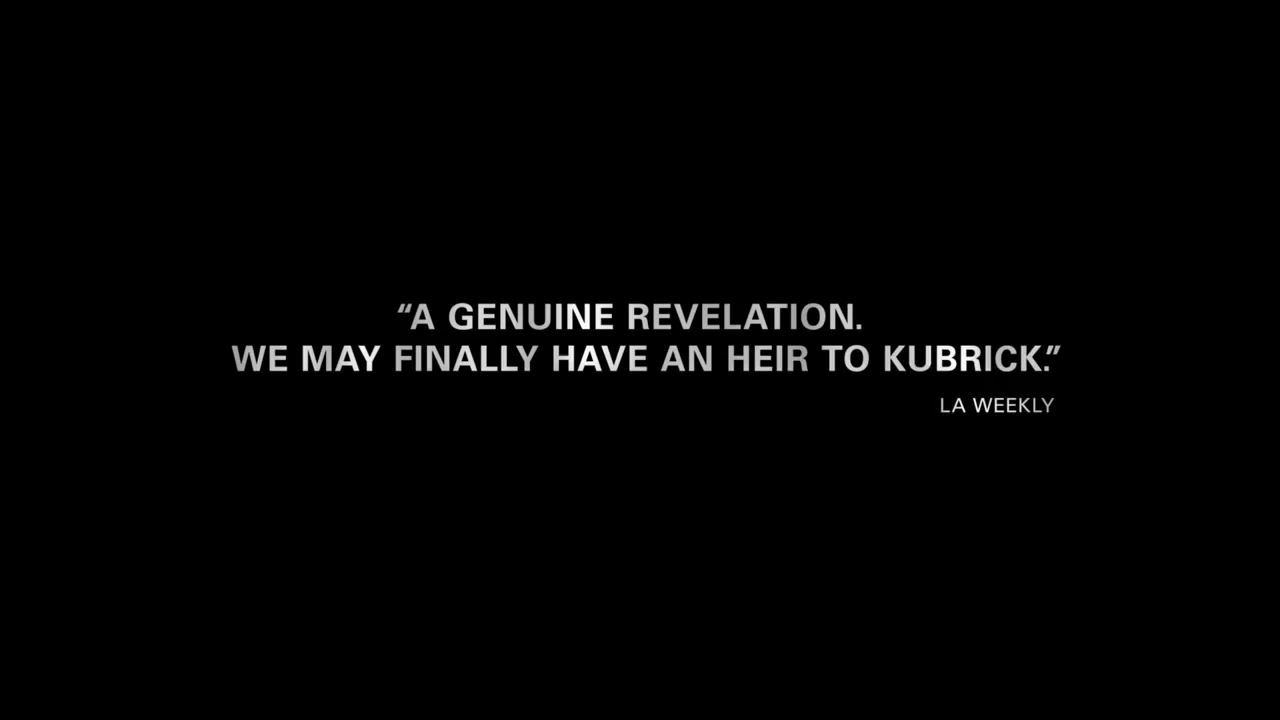 “A GENUINE REVELATION.
WE MAY FINALLY HAVE AN HEIR TO KUBRICK.”
LA WEEKLY